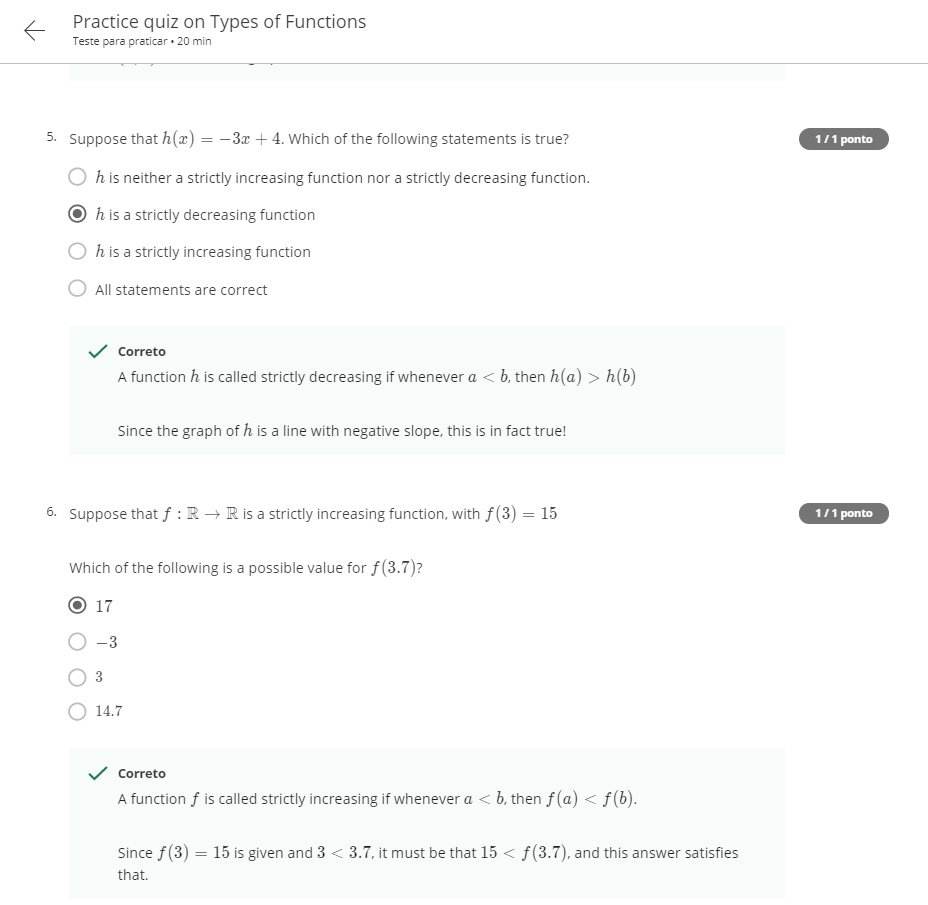 Practice quiz on Types of Functions
Teste para praticar • 20 min
5. Suppose that h(x) = −3x + 4. Which of the following statements is true?
1 / 1 ponto
h is neither a strictly increasing function nor a strictly decreasing function.
h is a strictly decreasing function
h is a strictly increasing function
All statements are correct
Correto
A function h is called strictly decreasing if whenever a < b, then h(a) > h(b)
Since the graph of h is a line with negative slope, this is in fact true!
6. Suppose that f : ℝ → ℝ is a strictly increasing function, with f(3) = 15
1 / 1 ponto
Which of the following is a possible value for f(3.7)?
17
−3
3
14.7
Correto
A function f is called strictly increasing if whenever a < b, then f(a) < f(b).
Since f(3) = 15 is given and 3 < 3.7, it must be that 15 < f(3.7), and this answer satisfies
that.